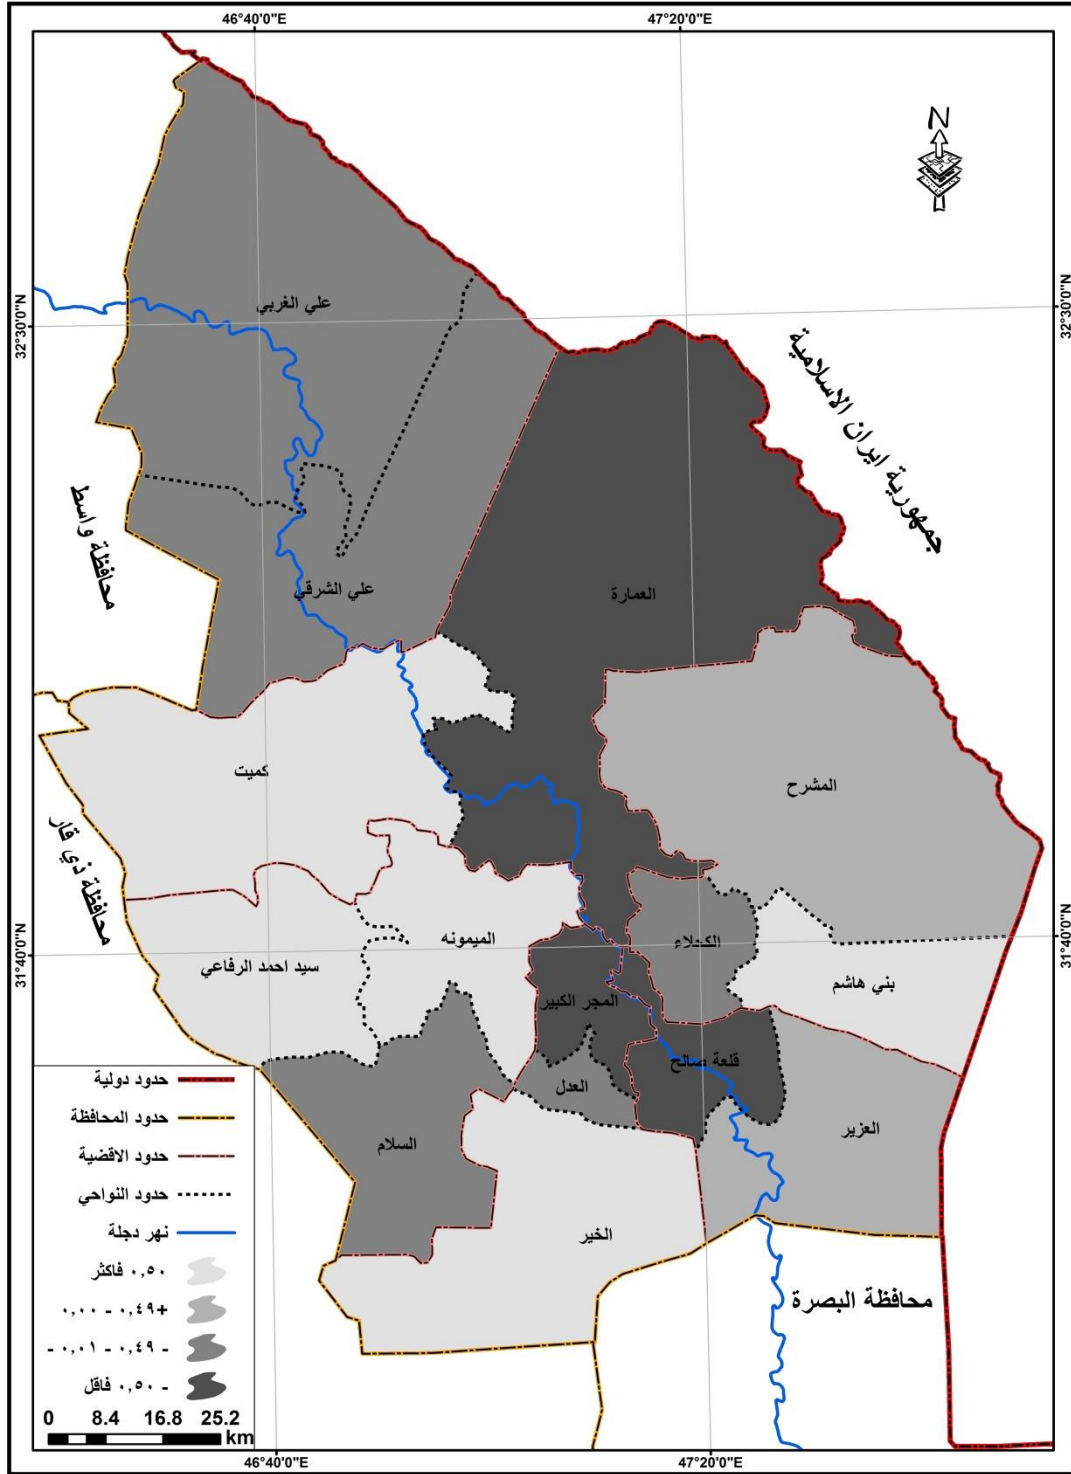 46°40'0"E
47°20'0"E
N
32°30'0"N
32°30'0"N
علي الغربي
جمهورية ايران الاسلامية
محافظة واسط
علي الشرقي
العمارة
كميت
المشرح
محافظة ذي قار
الميمونه
الكحلاء
31°40'0"N
31°40'0"N
سيد احمد الرفاعي
بني هاشم
المجر الكبير
قلعة صالح
العدل
العزير
السلام
الخير
محافظة البصرة
حدود دولية
حدود المحافظة
حدود الاقضية
حدود النواحي
نهر دجلة
٠,٥٠ فاكثر
٠,٠٠ - ٠,٤٩+
- ٠,٠١ - ٠,٤٩ -
- ٠,٥٠ فاقل
0 8.4 16.8 25.2
km
46°40'0"E
47°20'0"E